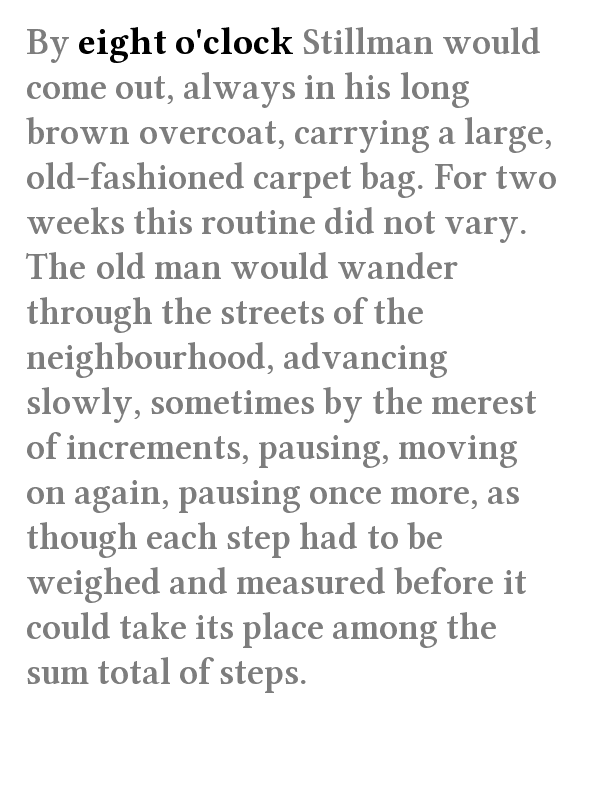 By eight o'clock Stillman would
come out, always in his long
brown overcoat, carrying a large,
old-fashioned carpet bag. For two
weeks this routine did not vary.
The old man would wander
through the streets of the
neighbourhood, advancing
slowly, sometimes by the merest
of increments, pausing, moving
on again, pausing once more, as
though each step had to be
weighed and measured before it
could take its place among the
sum total of steps.